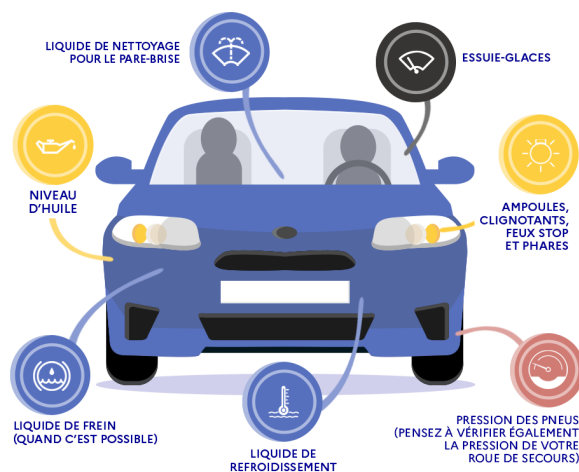 LIQUIDE DE NETTOYAGE
POUR LE PARE-BRISE
ESSUIE-GLACES
NIVEAU
D'HUILE
AMPOULES,
CLIGNOTANTS,
FEUX STOP
ET PHARES
LIQUIDE DE FREIN
(QUAND C'EST POSSIBLE)
LIQUIDE DE
REFROIDISSEMENT
PRESSION DES PNEUS
(PENSEZ À VÉRIFIER ÉGALEMENT
LA PRESSION DE VOTRE
ROUE DE SECOURS)